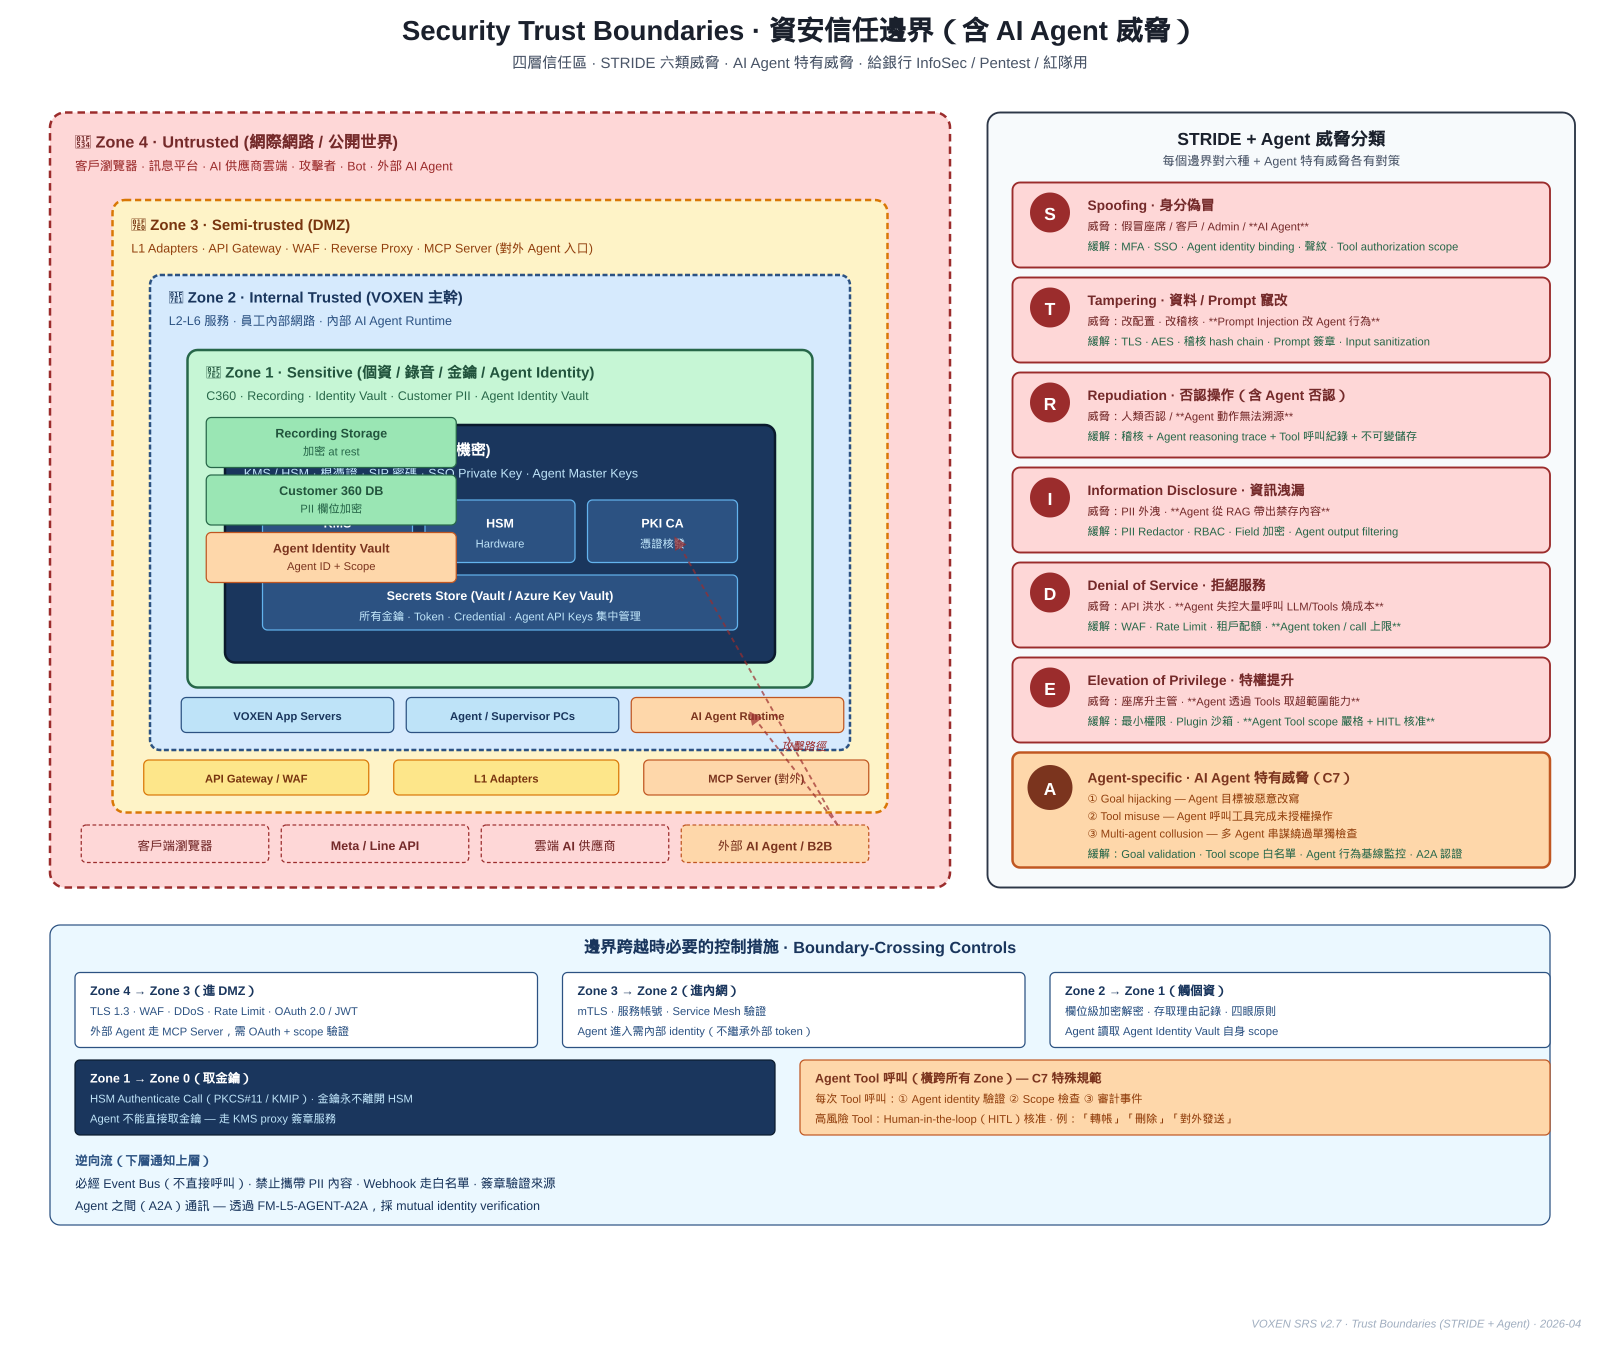 Security Trust Boundaries · 資安信任邊界（含 AI Agent 威脅）
四層信任區 · STRIDE 六類威脅 · AI Agent 特有威脅 · 給銀行 InfoSec / Pentest / 紅隊用
Zone 4 · Untrusted (網際網路 / 公開世界)
客戶瀏覽器 · 訊息平台 · AI 供應商雲端 · 攻擊者 · Bot · 外部 AI Agent
Zone 3 · Semi-trusted (DMZ)
L1 Adapters · API Gateway · WAF · Reverse Proxy · MCP Server (對外 Agent 入口)
Zone 2 · Internal Trusted (VOXEN 主幹)
L2-L6 服務 · 員工內部網路 · 內部 AI Agent Runtime
Zone 1 · Sensitive (個資 / 錄音 / 金鑰 / Agent Identity)
C360 · Recording · Identity Vault · Customer PII · Agent Identity Vault
Recording Storage
加密 at rest
機密)
KMS / HSM · 根憑證 · SIP 密碼 · SSO Private Key · Agent Master Keys
Customer 360 DB
PII 欄位加密
KMS
HSM
Hardware
PKI CA
憑證核發
Agent Identity Vault
Agent ID + Scope
Secrets Store (Vault / Azure Key Vault)
所有金鑰 · Token · Credential · Agent API Keys 集中管理
VOXEN App Servers
Agent / Supervisor PCs
AI Agent Runtime
攻擊路徑
API Gateway / WAF
L1 Adapters
MCP Server (對外)
客戶端瀏覽器
Meta / Line API
雲端 AI 供應商
外部 AI Agent / B2B
STRIDE + Agent 威脅分類
每個邊界對六種 + Agent 特有威脅各有對策
S
Spoofing · 身分偽冒
威脅：假冒座席 / 客戶 / Admin / **AI Agent**
緩解：MFA · SSO · Agent identity binding · 聲紋 · Tool authorization scope
T
Tampering · 資料 / Prompt 竄改
威脅：改配置 · 改稽核 · **Prompt Injection 改 Agent 行為**
緩解：TLS · AES · 稽核 hash chain · Prompt 簽章 · Input sanitization
R
Repudiation · 否認操作（含 Agent 否認）
威脅：人類否認 / **Agent 動作無法溯源**
緩解：稽核 + Agent reasoning trace + Tool 呼叫紀錄 + 不可變儲存
I
Information Disclosure · 資訊洩漏
威脅：PII 外洩 · **Agent 從 RAG 帶出禁存內容**
緩解：PII Redactor · RBAC · Field 加密 · Agent output filtering
D
Denial of Service · 拒絕服務
威脅：API 洪水 · **Agent 失控大量呼叫 LLM/Tools 燒成本**
緩解：WAF · Rate Limit · 租戶配額 · **Agent token / call 上限**
E
Elevation of Privilege · 特權提升
威脅：座席升主管 · **Agent 透過 Tools 取超範圍能力**
緩解：最小權限 · Plugin 沙箱 · **Agent Tool scope 嚴格 + HITL 核准**
A
Agent-specific · AI Agent 特有威脅（C7）
① Goal hijacking — Agent 目標被惡意改寫
② Tool misuse — Agent 呼叫工具完成未授權操作
③ Multi-agent collusion — 多 Agent 串謀繞過單獨檢查
緩解：Goal validation · Tool scope 白名單 · Agent 行為基線監控 · A2A 認證
邊界跨越時必要的控制措施 · Boundary-Crossing Controls
Zone 4 → Zone 3（進 DMZ）
TLS 1.3 · WAF · DDoS · Rate Limit · OAuth 2.0 / JWT
外部 Agent 走 MCP Server，需 OAuth + scope 驗證
Zone 3 → Zone 2（進內網）
mTLS · 服務帳號 · Service Mesh 驗證
Agent 進入需內部 identity（不繼承外部 token）
Zone 2 → Zone 1（觸個資）
欄位級加密解密 · 存取理由記錄 · 四眼原則
Agent 讀取 Agent Identity Vault 自身 scope
Zone 1 → Zone 0（取金鑰）
HSM Authenticate Call（PKCS#11 / KMIP）· 金鑰永不離開 HSM
Agent 不能直接取金鑰 — 走 KMS proxy 簽章服務
Agent Tool 呼叫（橫跨所有 Zone）— C7 特殊規範
每次 Tool 呼叫：① Agent identity 驗證 ② Scope 檢查 ③ 審計事件
高風險 Tool：Human-in-the-loop（HITL）核准 · 例：「轉帳」「刪除」「對外發送」
逆向流（下層通知上層）
必經 Event Bus（不直接呼叫）· 禁止攜帶 PII 內容 · Webhook 走白名單 · 簽章驗證來源
Agent 之間（A2A）通訊 — 透過 FM-L5-AGENT-A2A，採 mutual identity verification
VOXEN SRS v2.7 · Trust Boundaries (STRIDE + Agent) · 2026-04